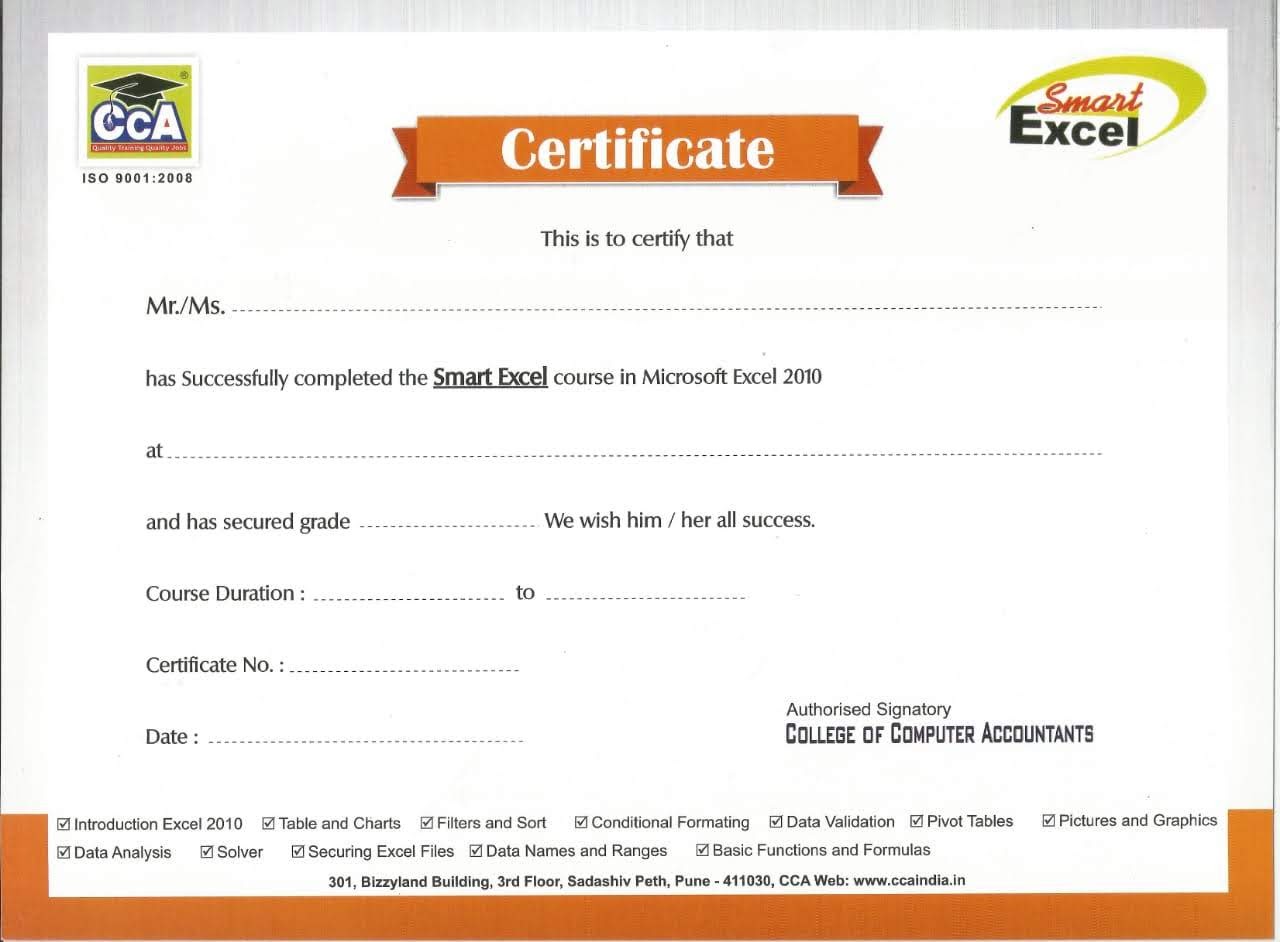 CCA ®
Quality Training Quality Jobs
ISO 9001:2008
Smart
Excel
Certificate
This is to certify that
Mr./Ms.
has Successfully completed the Smart Excel course in Microsoft Excel 2010
at
and has secured grade We wish him / her all success.
Course Duration : to
Certificate No. :
Date :
Authorised Signatory
COLLEGE OF COMPUTER ACCOUNTANTS
☑ Introduction Excel 2010 ☑ Table and Charts ☑ Filters and Sort ☑ Conditional Formating ☑ Data Validation ☑ Pivot Tables ☑ Pictures and Graphics
☑ Data Analysis ☑ Solver ☑ Securing Excel Files ☑ Data Names and Ranges ☑ Basic Functions and Formulas
301, Bizzyland Building, 3rd Floor, Sadashiv Peth, Pune - 411030, CCA Web: www.ccaindia.in